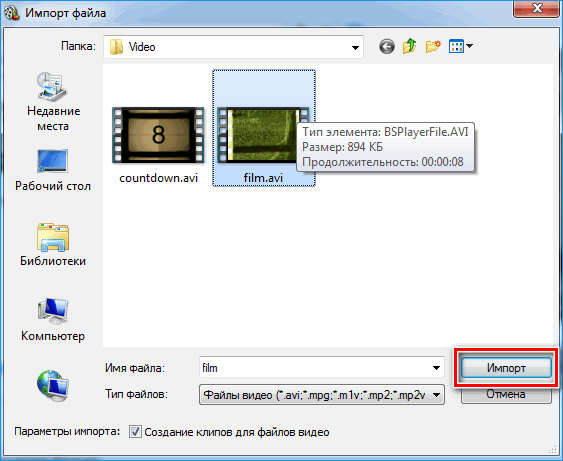 Импорт файла
Папка:
Video
Недавние
места
Рабочий стол
Библиотеки
Компьютер
8
countdown.avi
film.avi
Тип элемента: BSPlayerFile.AVI
Размер: 894 КБ
Продолжительность: 00:00:08
Имя файла:
film
Импорт
Тип файлов:
Файлы видео (*.avi;*.mpg;*.m1v;*.mp2;*.mp2v
Отмена
Параметры импорта:
Создание клипов для файлов видео